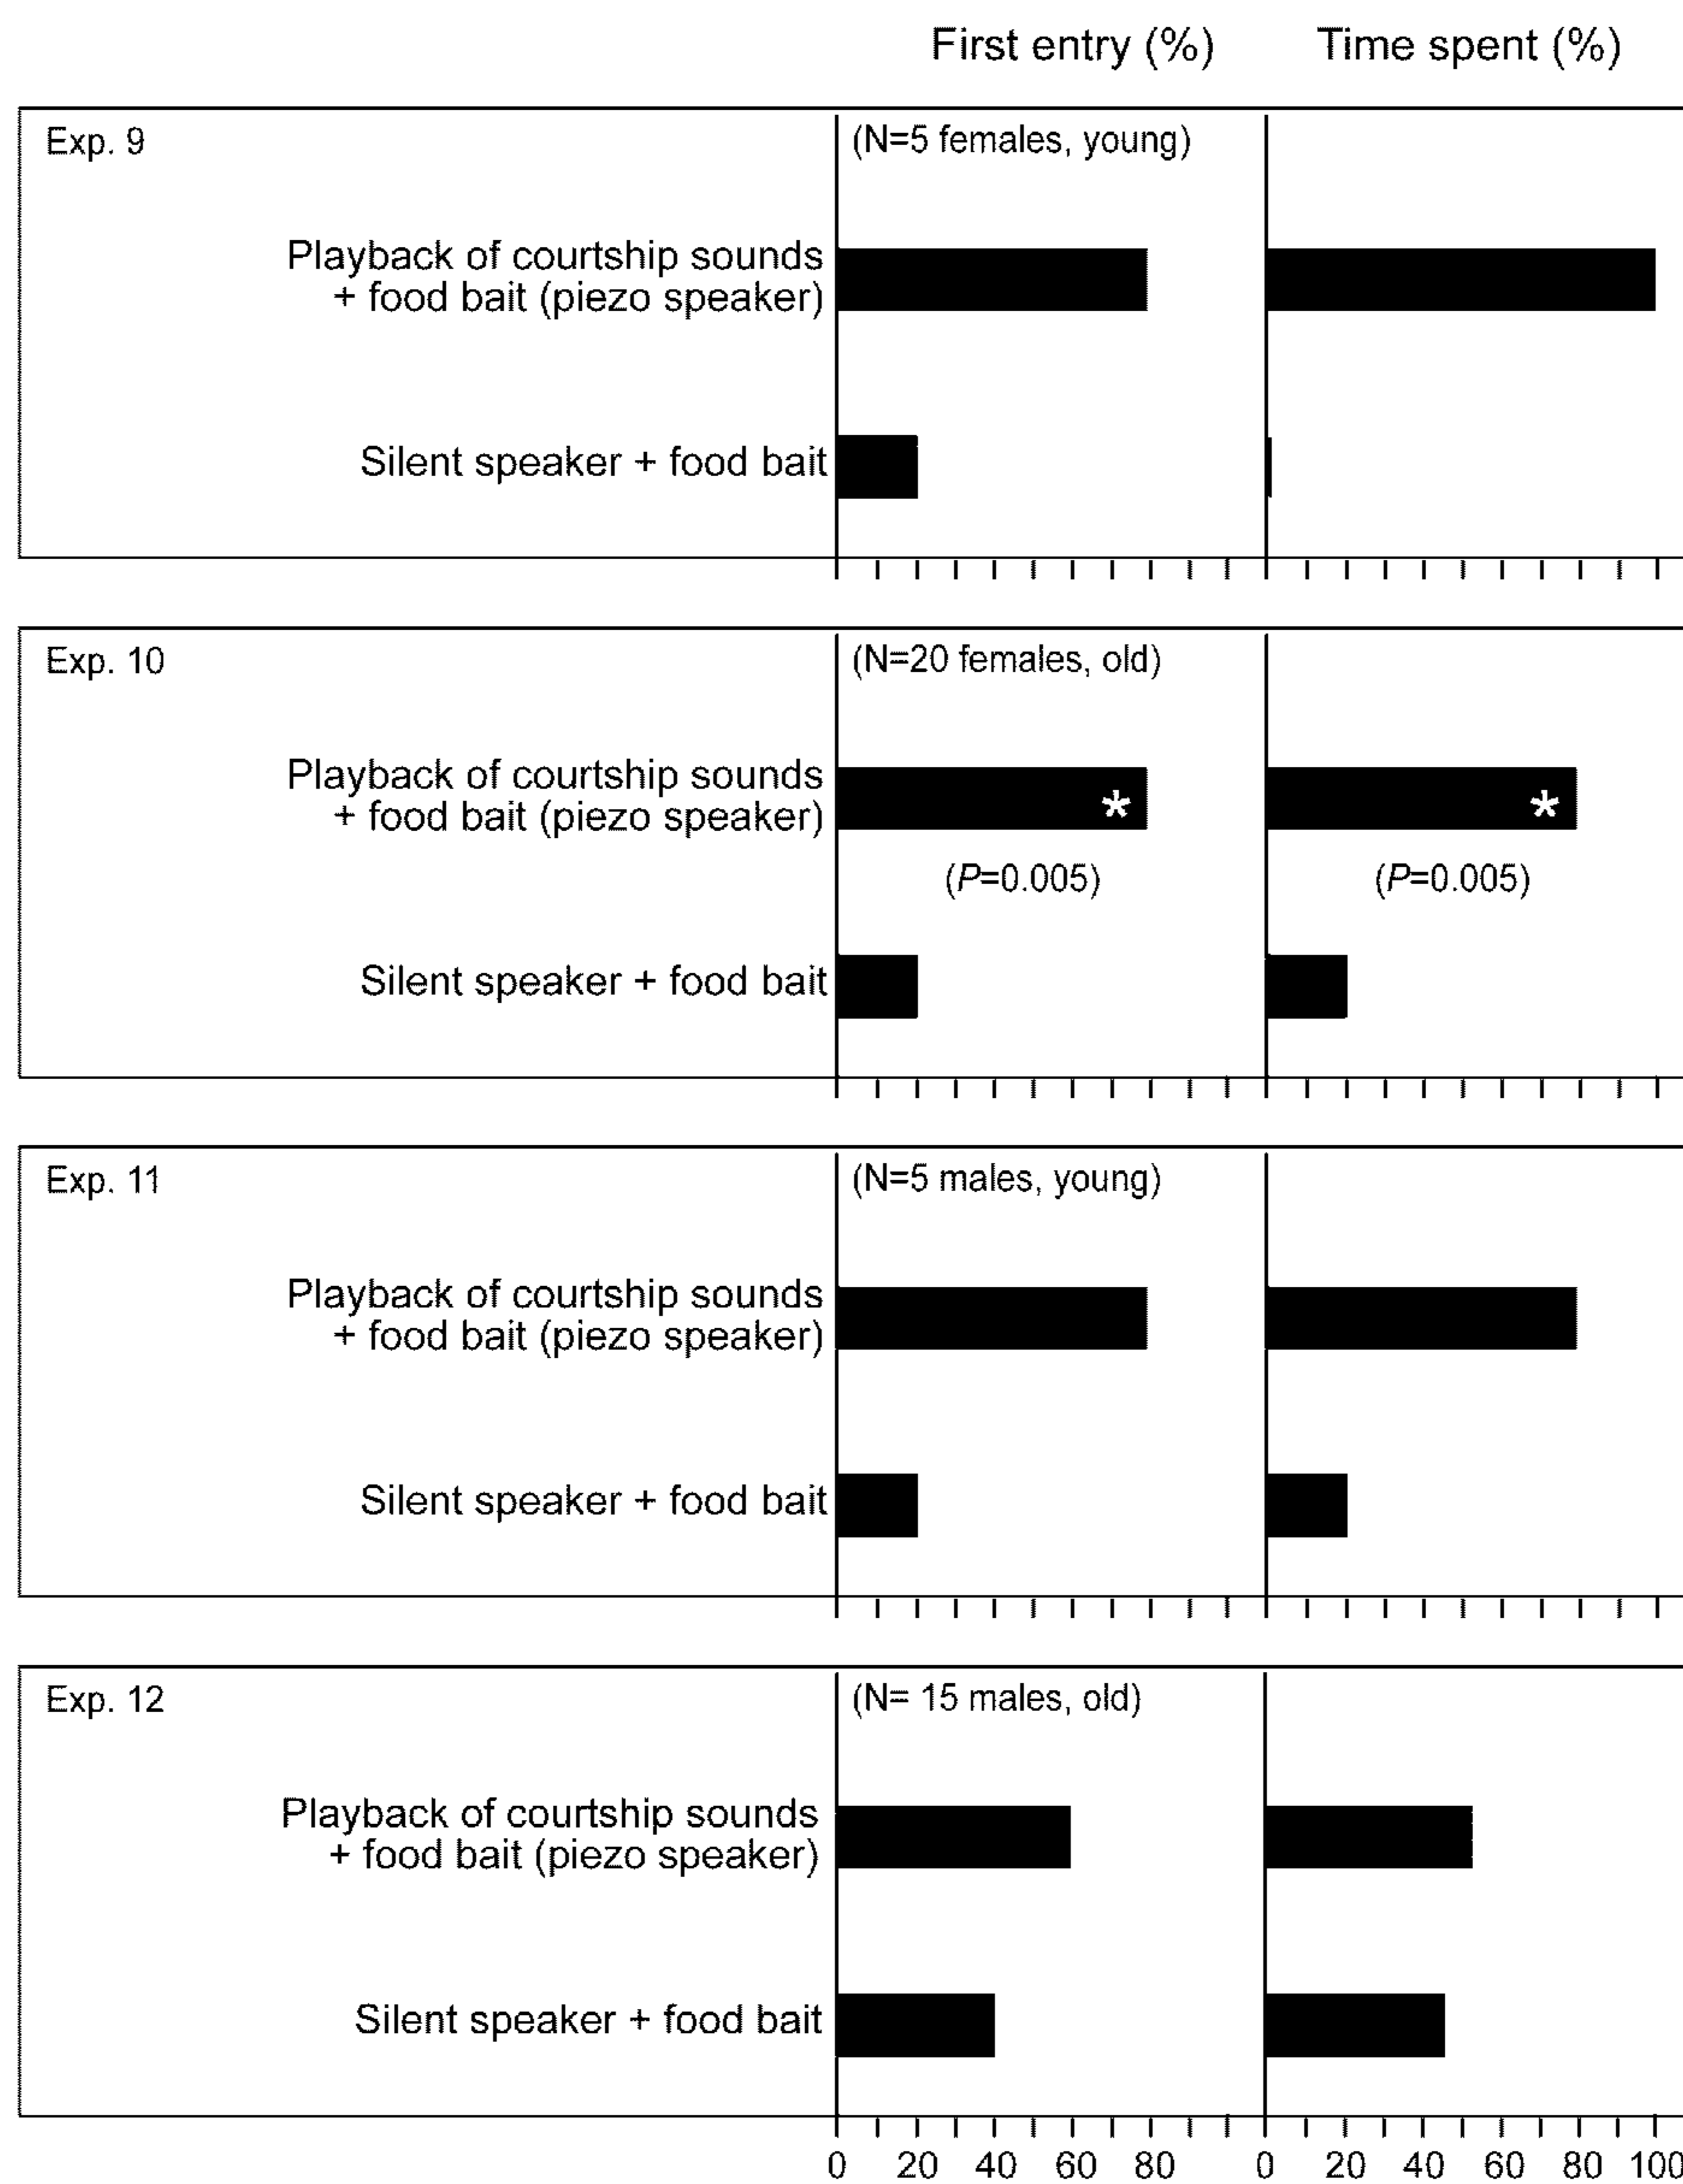 First entry (%) Time spent (%)
Exp. 9 (N=5 females, young)
Playback of courtship sounds
+ food bait (piezo speaker)
Silent speaker + food bait
Exp. 10 (N=20 females, old)
Playback of courtship sounds
+ food bait (piezo speaker)
* *
(P=0.005) (P=0.005)
Silent speaker + food bait
Exp. 11 (N=5 males, young)
Playback of courtship sounds
+ food bait (piezo speaker)
Silent speaker + food bait
Exp. 12 (N= 15 males, old)
Playback of courtship sounds
+ food bait (piezo speaker)
Silent speaker + food bait
0 20 40 60 80 0 20 40 60 80 100